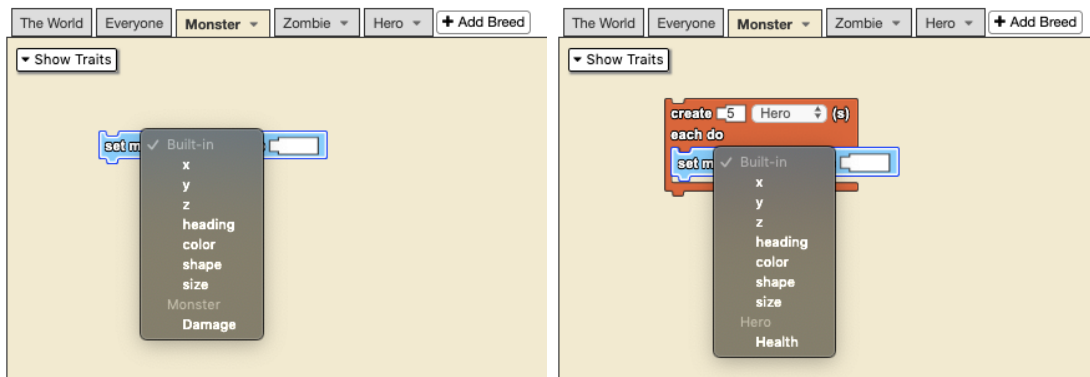 The World Everyone Monster Zombie Hero + Add Breed
Show Traits
set m
Built-in
x
y
z
heading
color
shape
size
Monster
Damage
The World Everyone Monster Zombie Hero + Add Breed
Show Traits
create 5 Hero (s)
each do
set m
Built-in
x
y
z
heading
color
shape
size
Hero
Health